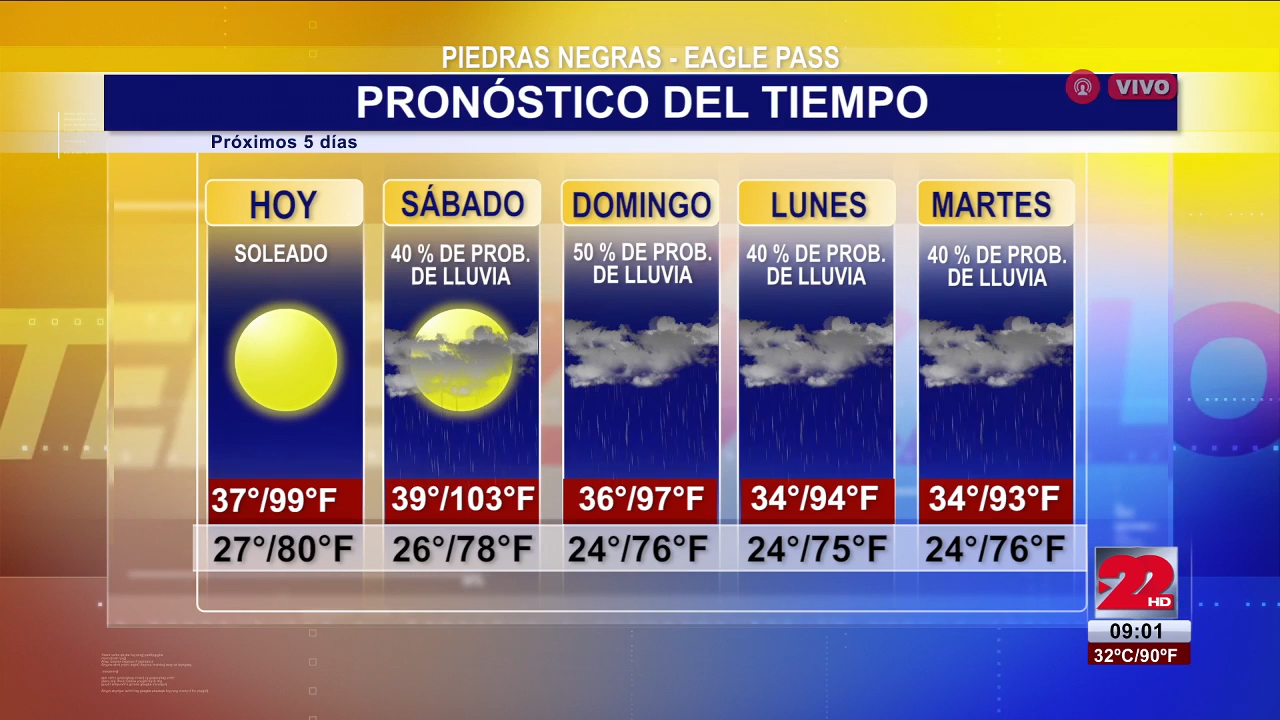 PIEDRAS NEGRAS - EAGLE PASS
PRONÓSTICO DEL TIEMPO
VIVO
Próximos 5 días
HOY
SOLEADO
37°/99°F
27°/80°F
SÁBADO
40 % DE PROB.
DE LLUVIA
39°/103°F
26°/78°F
DOMINGO
50 % DE PROB.
DE LLUVIA
36°/97°F
24°/76°F
LUNES
40 % DE PROB.
DE LLUVIA
34°/94°F
24°/75°F
MARTES
40 % DE PROB.
DE LLUVIA
34°/93°F
24°/76°F
22
HD
09:01
32°C/90°F